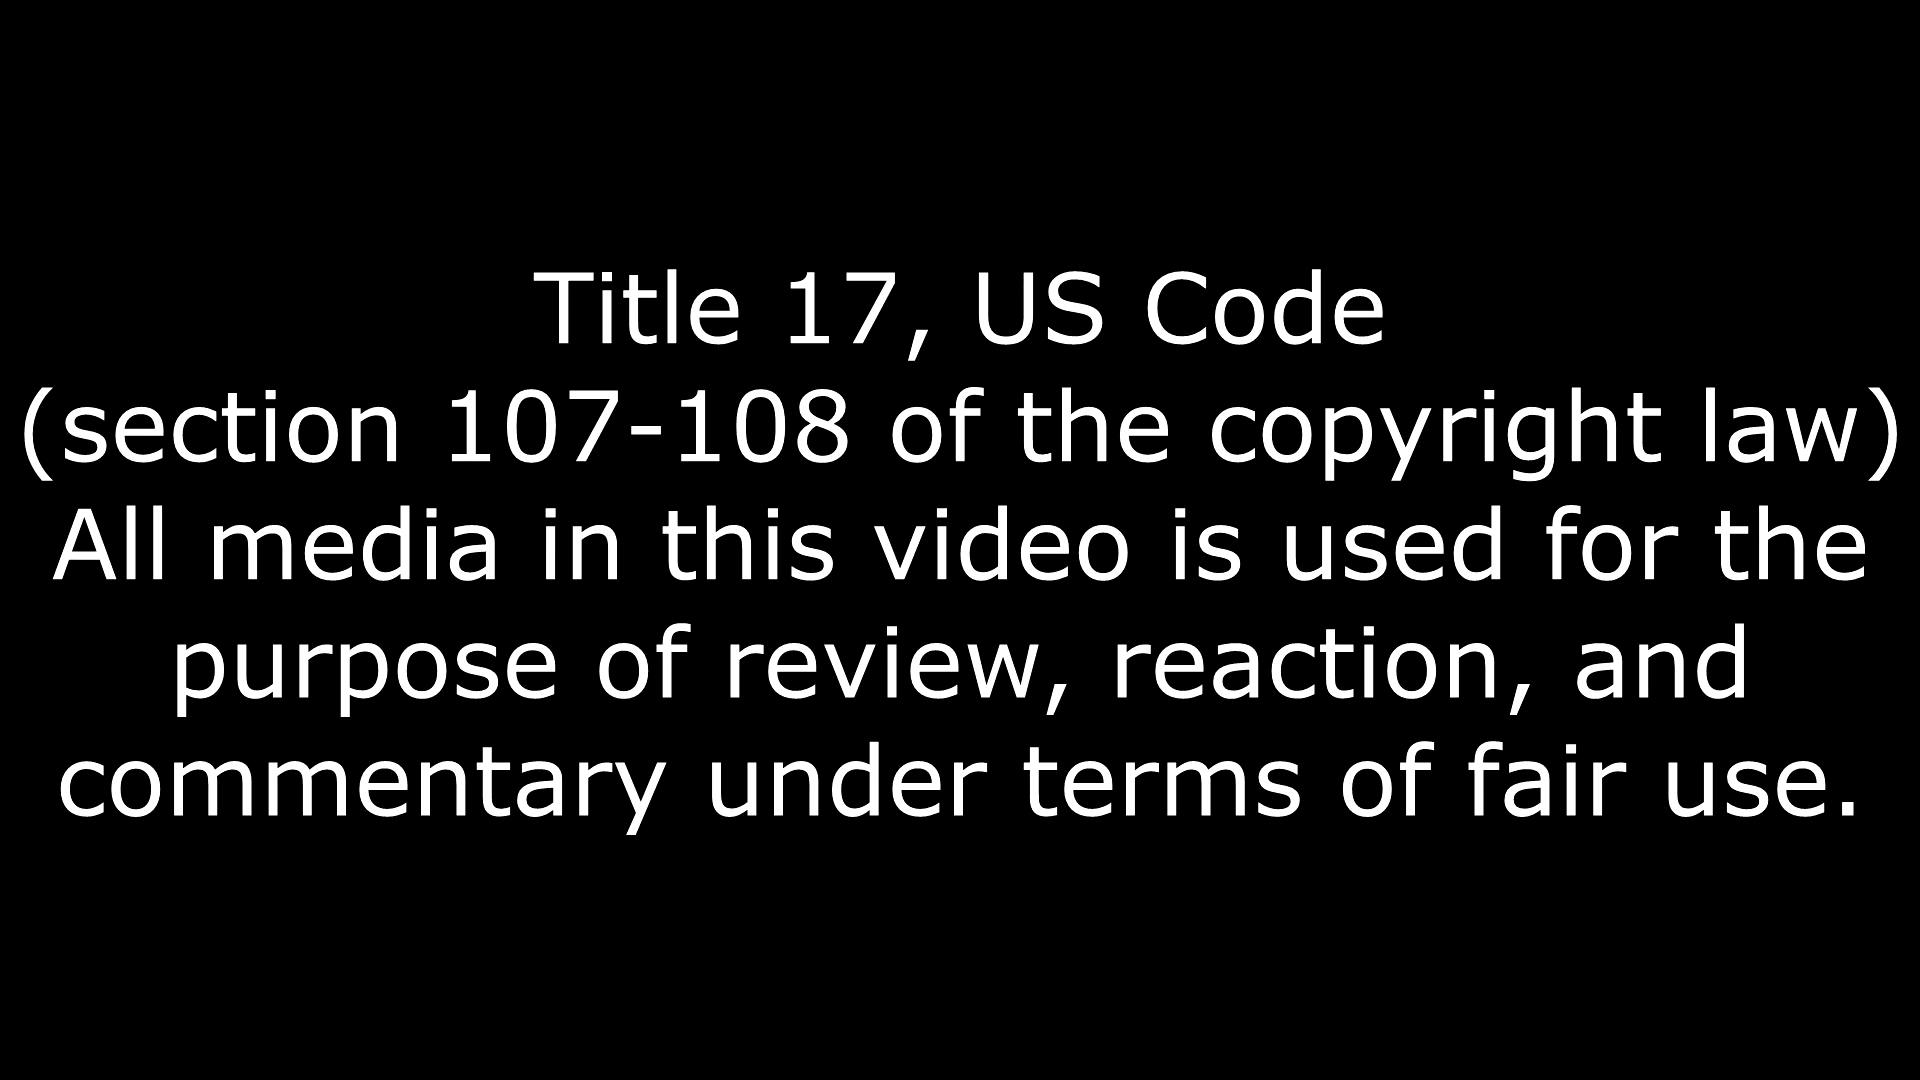 Title 17, US Code
(section 107-108 of the copyright law)
All media in this video is used for the
purpose of review, reaction, and
commentary under terms of fair use.